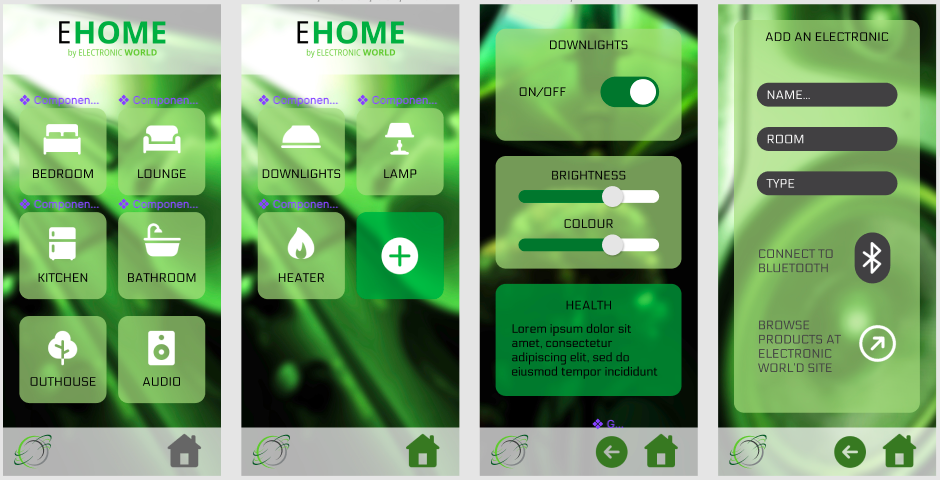 EHOME
by ELECTRONIC WORLD
Componen... Componen...
BEDROOM LOUNGE
Componen... Componen...
KITCHEN BATHROOM
OUTHOUSE AUDIO
EHOME
by ELECTRONIC WORLD
Componen... Componen...
DOWNLIGHTS LAMP
Componen...
HEATER
DOWNLIGHTS
ON/OFF
BRIGHTNESS
COLOUR
HEALTH
Lorem ipsum dolor sit
amet, consectetur
adipiscing elit, sed do
eiusmod tempor incididunt
G...
ADD AN ELECTRONIC
NAME...
ROOM
TYPE
CONNECT TO
BLUETOOTH
BROWSE
PRODUCTS AT
ELECTRONIC
WORL'D SITE